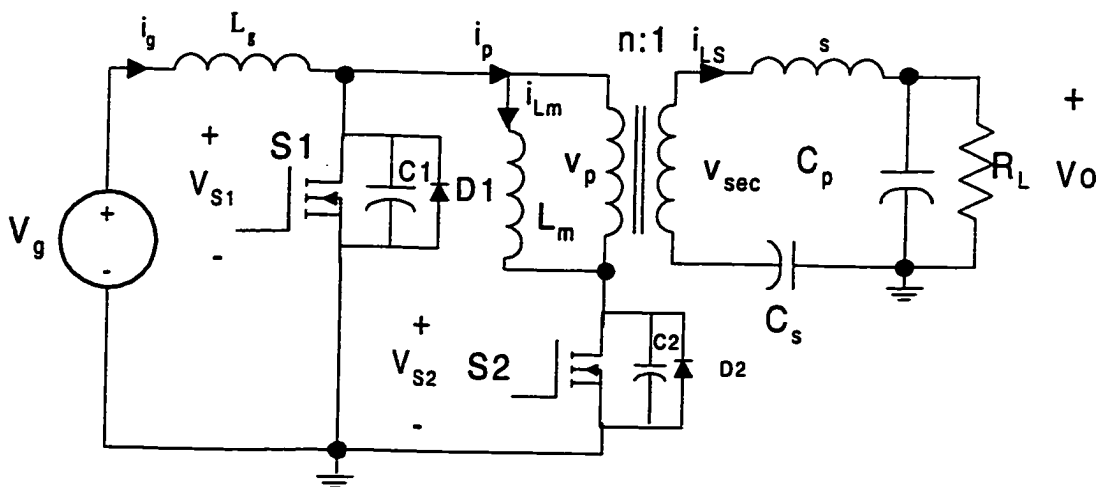 i_g
L_g
i_p
n:1
i_LS
s
i_Lm
+
S1
C1
D1
V_S1
-
v_p
v_sec
C_p
R_L
+
Vo
-
V_g
+
-
L_m
C_s
+
V_S2
-
S2
C2
D2